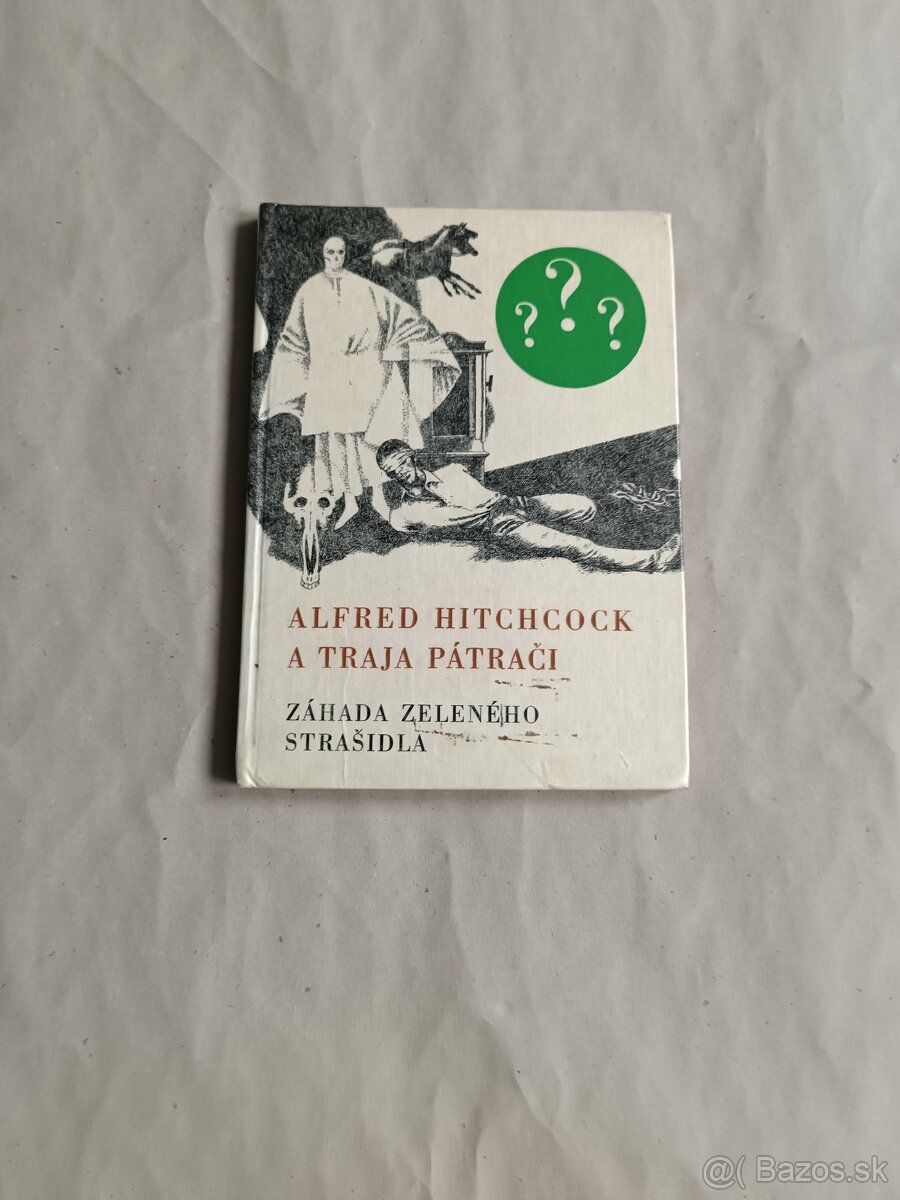 ? ? ?
ALFRED HITCHCOCK
A TRAJA PÁTRAČI
ZÁHADA ZELENÉHO
STRAŠIDLA
@( Bazos.sk